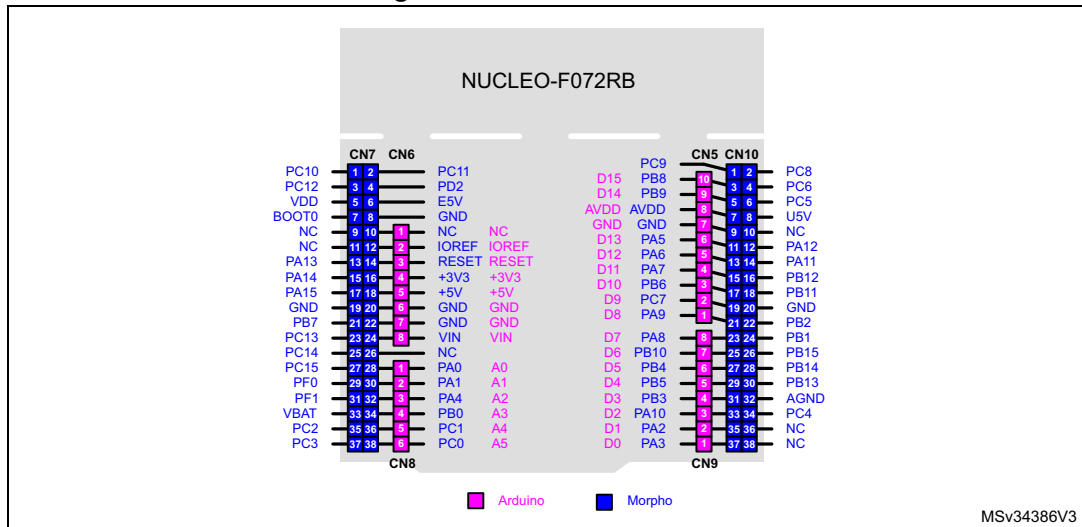 NUCLEO-F072RB
CN7 CN6 CN5 CN10
PC9
PC10 1 2 PC11 1 2 PC8
PC12 3 4 PD2 D15 PB8 10 3 4 PC6
VDD 5 6 E5V D14 PB9 9 5 6 PC5
BOOT0 7 8 GND AVDD AVDD 8 7 8 U5V
NC 9 10 1 NC NC GND GND 7 9 10 NC
NC 11 12 2 IOREF IOREF D13 PA5 6 11 12 PA12
PA13 13 14 3 RESET RESET D12 PA6 5 13 14 PA11
PA14 15 16 4 +3V3 +3V3 D11 PA7 4 15 16 PB12
PA15 17 18 5 +5V +5V D10 PB6 3 17 18 PB11
GND 19 20 6 GND GND D9 PC7 2 19 20 GND
PB7 21 22 7 GND GND D8 PA9 1 21 22 PB2
PC13 23 24 8 VIN VIN D7 PA8 8 23 24 PB1
PC14 25 26 NC D6 PB10 7 25 26 PB15
PC15 27 28 1 PA0 A0 D5 PB4 6 27 28 PB14
PF0 29 30 2 PA1 A1 D4 PB5 5 29 30 PB13
PF1 31 32 3 PA4 A2 D3 PB3 4 31 32 AGND
VBAT 33 34 4 PB0 A3 D2 PA10 3 33 34 PC4
PC2 35 36 5 PC1 A4 D1 PA2 2 35 36 NC
PC3 37 38 6 PC0 A5 D0 PA3 1 37 38 NC
CN8 CN9
Arduino Morpho
MSv34386V3